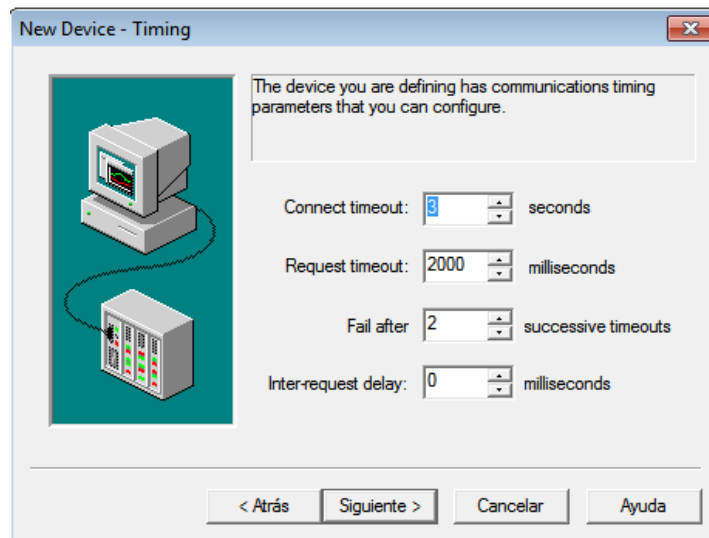 New Device - Timing
The device you are defining has communications timing
parameters that you can configure.
Connect timeout: 3 seconds
Request timeout: 2000 milliseconds
Fail after 2 successive timeouts
Inter-request delay: 0 milliseconds
< Atrás Siguiente > Cancelar Ayuda